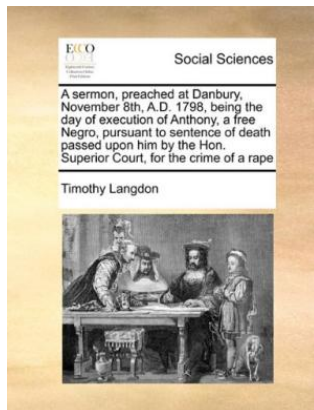 ECCO
Social Sciences
A sermon, preached at Danbury,
November 8th, A.D. 1798, being the
day of execution of Anthony, a free
Negro, pursuant to sentence of death
passed upon him by the Hon.
Superior Court, for the crime of a rape
Timothy Langdon